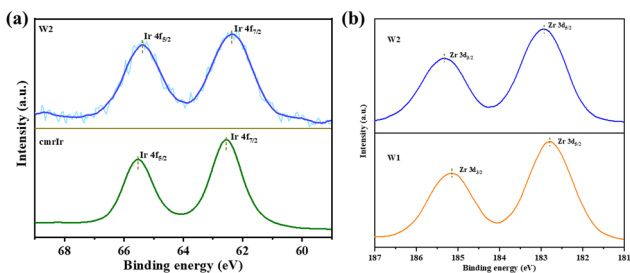 (a)
W2
Ir 4f5/2
Ir 4f7/2
cmrIr
Ir 4f5/2
Ir 4f7/2
Intensity (a.u.)
68 66 64 62 60
Binding energy (eV)
(b)
W2
Zr 3d3/2
Zr 3d5/2
W1
Zr 3d3/2
Zr 3d5/2
Intensity (a.u.)
187 186 185 184 183 182 181
Binding energy (eV)